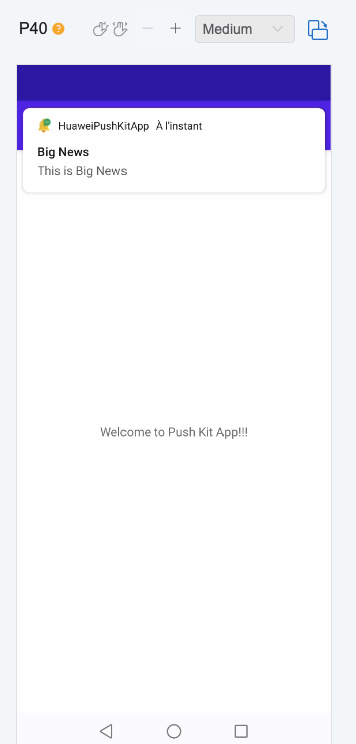 P40
Medium
HuaweiPushKitApp À l'instant
Big News
This is Big News
Welcome to Push Kit App!!!